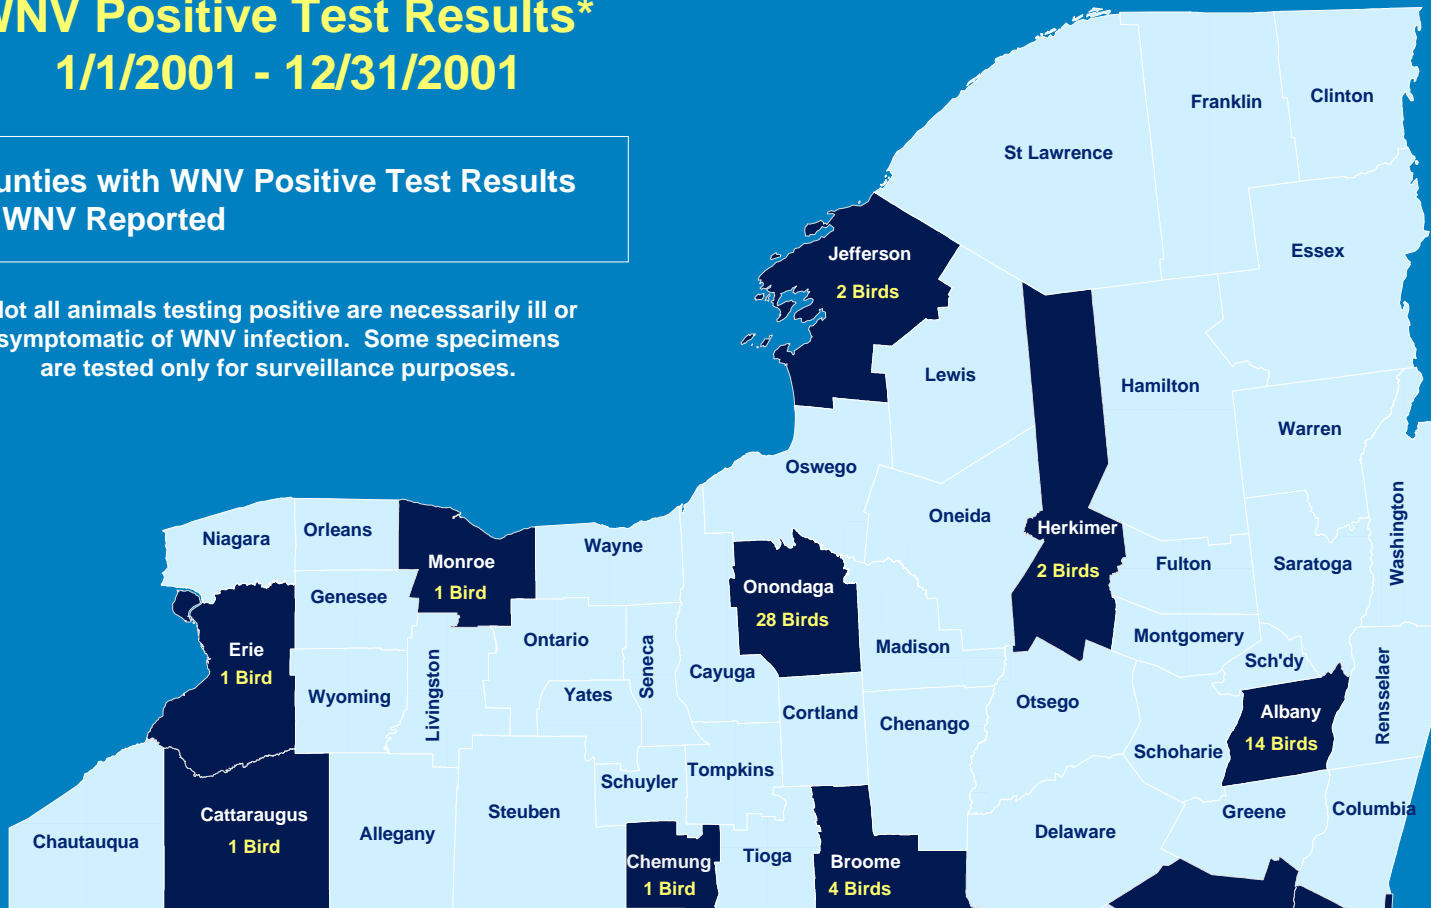 WNV Positive Test Results*
1/1/2001 - 12/31/2001
unties with WNV Positive Test Results
WNV Reported
Not all animals testing positive are necessarily ill or
symptomatic of WNV infection. Some specimens
are tested only for surveillance purposes.
Clinton
Franklin
St Lawrence
Essex
Jefferson
2 Birds
Lewis
Hamilton
Warren
Oswego
Oneida
Herkimer
2 Birds
Washington
Niagara
Orleans
Monroe
1 Bird
Wayne
Onondaga
28 Birds
Fulton
Saratoga
Genesee
Ontario
Seneca
Cayuga
Madison
Montgomery
Sch'dy
Rensselaer
Erie
1 Bird
Wyoming
Livingston
Yates
Cortland
Chenango
Otsego
Schoharie
Albany
14 Birds
Schuyler
Tompkins
Steuben
Cattaraugus
1 Bird
Allegany
Chautauqua
Chemung
1 Bird
Tioga
Broome
4 Birds
Delaware
Greene
Columbia